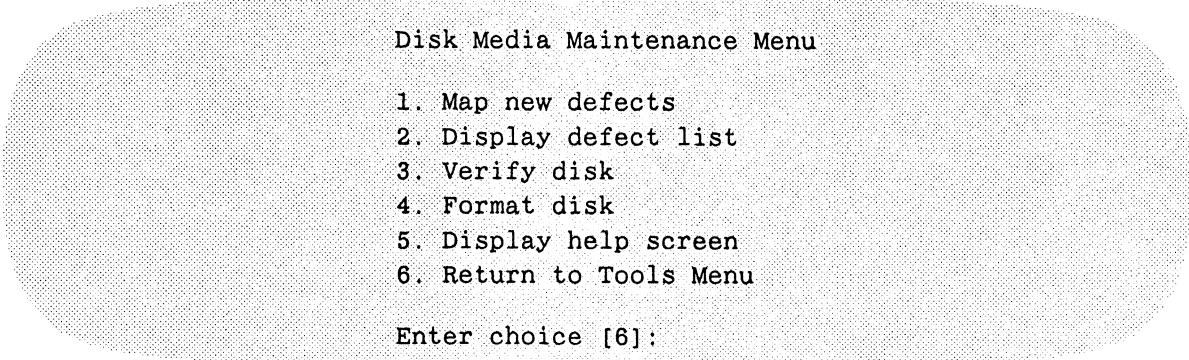 Disk Media Maintenance Menu
1. Map new defects
2. Display defect list
3. Verify disk
4. Format disk
5. Display help screen
6. Return to Tools Menu
Enter choice [6]: